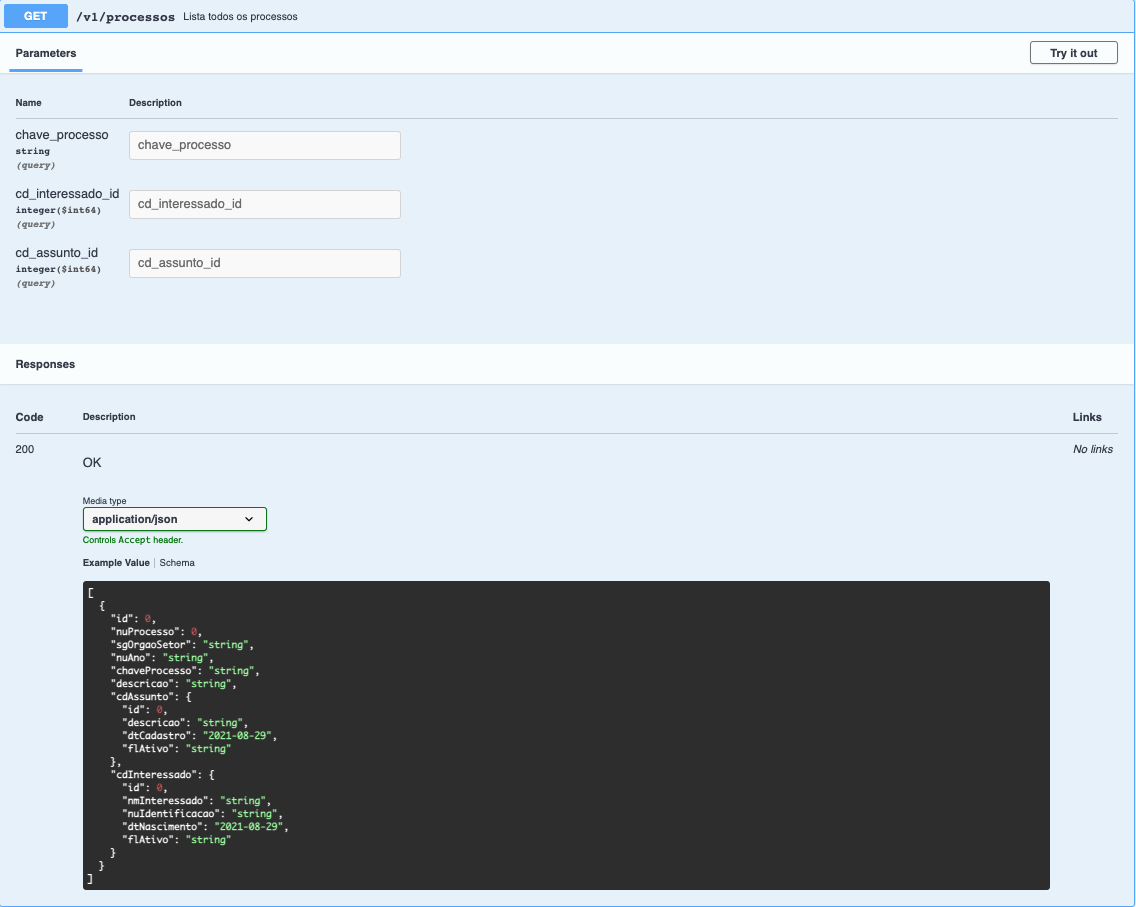 GET /v1/processos Lista todos os processos
Parameters
Try it out
Name Description
chave_processo
string
(query)
chave_processo
cd_interessado_id
integer($int64)
(query)
cd_interessado_id
cd_assunto_id
integer($int64)
(query)
cd_assunto_id
Responses
Code Description Links
200
OK
No links
Media type
application/json
Controls Accept header.
Example Value Schema
[
  {
    "id": 0,
    "nuProcesso": 0,
    "sgOrgaoSetor": "string",
    "nuAno": "string",
    "chaveProcesso": "string",
    "descricao": "string",
    "cdAssunto": {
      "id": 0,
      "descricao": "string",
      "dtCadastro": "2021-08-29",
      "flAtivo": "string"
    },
    "cdInteressado": {
      "id": 0,
      "nmInteressado": "string",
      "nuIdentificacao": "string",
      "dtNascimento": "2021-08-29",
      "flAtivo": "string"
    }
  }
]